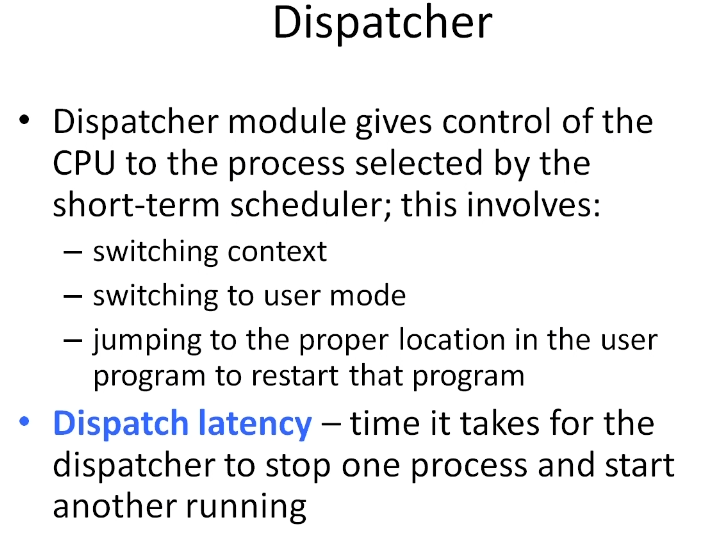 Dispatcher
• Dispatcher module gives control of the
CPU to the process selected by the
short-term scheduler; this involves:
– switching context
– switching to user mode
– jumping to the proper location in the user
program to restart that program
• Dispatch latency – time it takes for the
dispatcher to stop one process and start
another running